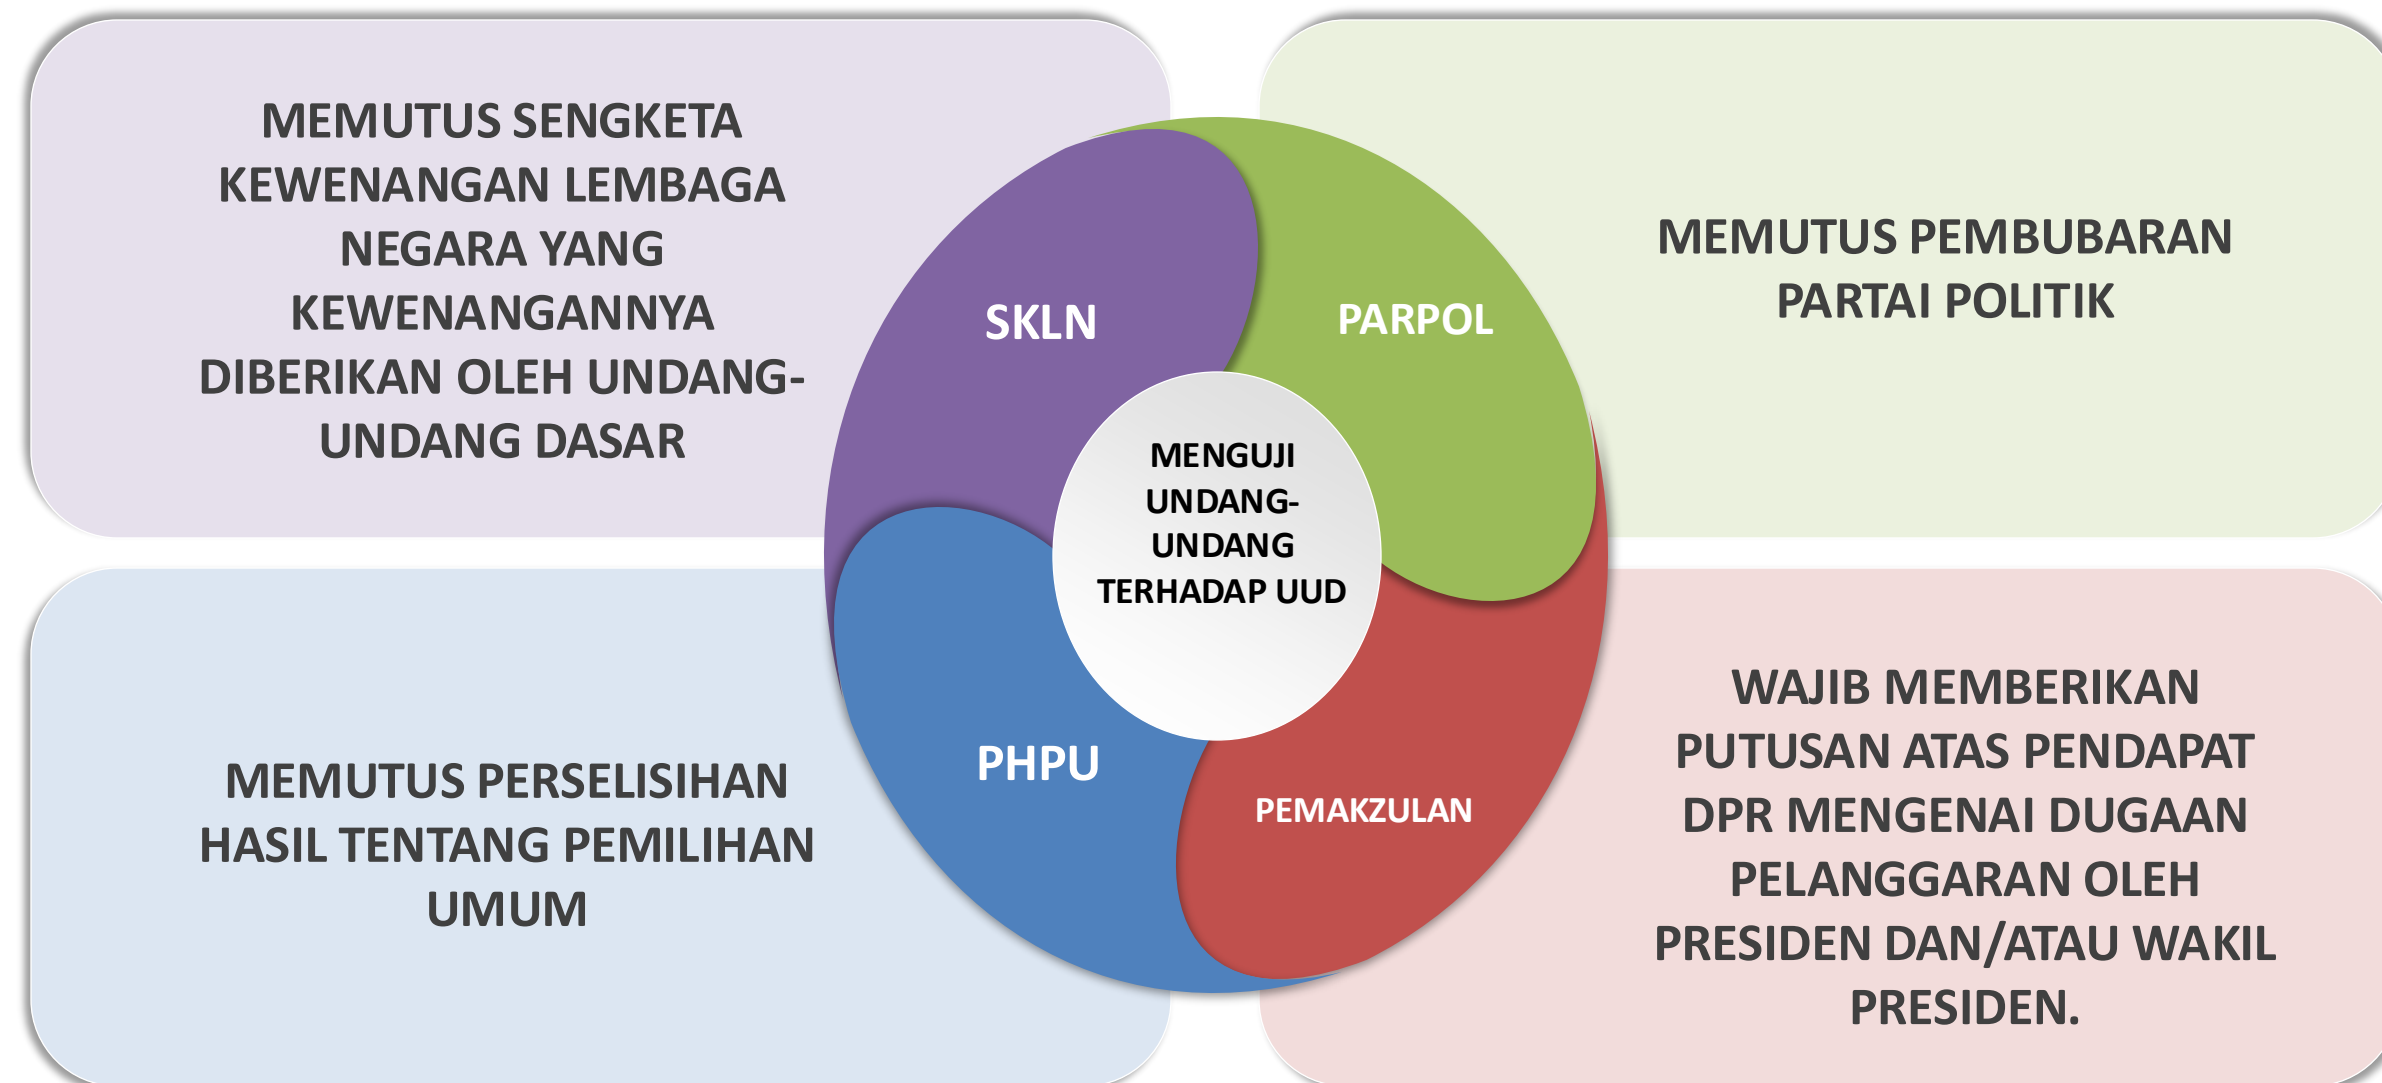 MEMUTUS SENGKETA
KEWENANGAN LEMBAGA
NEGARA YANG
KEWENANGANNYA
DIBERIKAN OLEH UNDANG-
UNDANG DASAR
SKLN
PARPOL
MEMUTUS PEMBUBARAN
PARTAI POLITIK
MENGUJI
UNDANG-
UNDANG
TERHADAP UUD
MEMUTUS PERSELISIHAN
HASIL TENTANG PEMILIHAN
UMUM
PHPU
PEMAKZULAN
WAJIB MEMBERIKAN
PUTUSAN ATAS PENDAPAT
DPR MENGENAI DUGAAN
PELANGGARAN OLEH
PRESIDEN DAN/ATAU WAKIL
PRESIDEN.